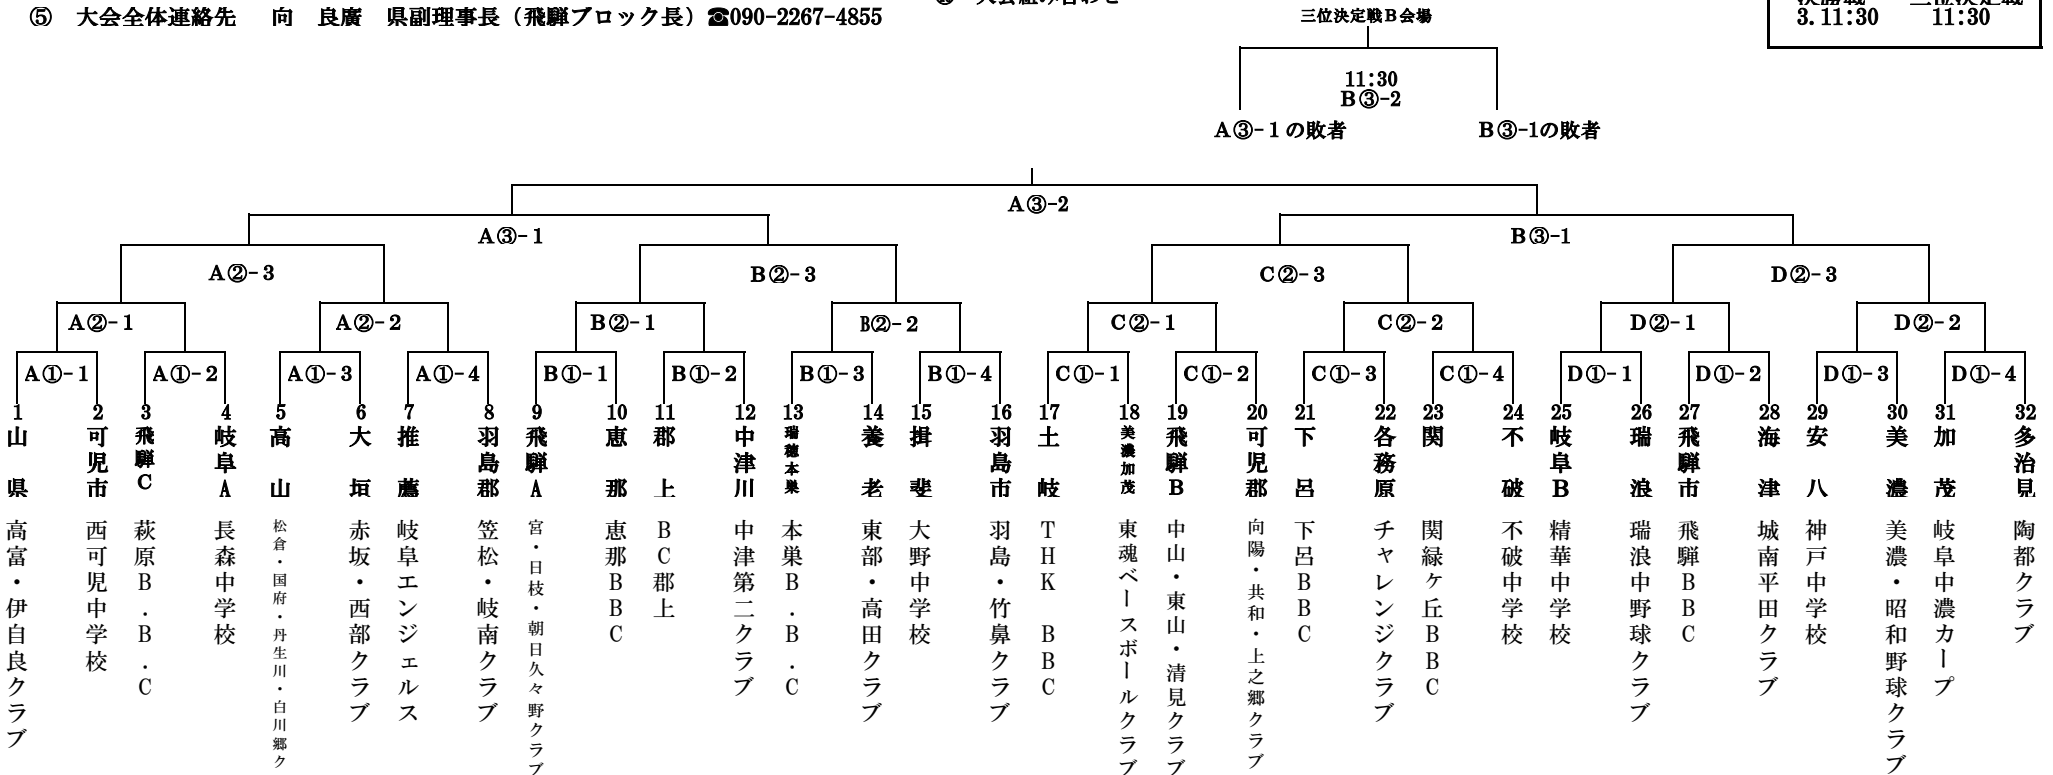 ⑤　大会全体連絡先　向　良廣　県副理事長（飛騨ブロック長）☎090-2267-4855
三位決定戦B会場
3.11:30　11:30
11:30
B③-2
A③-1の敗者　B③-1の敗者
A③-2
A③-1　B③-1
A②-3　B②-3　C②-3　D②-3
A②-1　A②-2　B②-1　B②-2　C②-1　C②-2　D②-1　D②-2
A①-1　A①-2　A①-3　A①-4　B①-1　B①-2　B①-3　B①-4　C①-1　C①-2　C①-3　C①-4　D①-1　D①-2　D①-3　D①-4
1　山　県　高富・伊自良クラブ
2　可児市　西可児中学校
3　飛騨C　萩原B.B.C
4　岐阜A　長森中学校
5　高　山　松倉・国府・丹生川・白川郷ク
6　大　垣　赤坂・西部クラブ
7　推　薦　岐阜エンジェルス
8　羽島郡　笠松・岐南クラブ
9　飛騨A　宮・日枝・朝日久々野クラブ
10　恵　那　恵那BBC
11　郡　上　BC郡上
12　中津川　中津第二クラブ
13　瑞穂本巣　本巣B.B.C
14　養　老　東部・高田クラブ
15　揖　斐　大野中学校
16　羽島市　羽島・竹鼻クラブ
17　土　岐　THK　BBC
18　美濃加茂　東魂ベースボールクラブ
19　飛騨B　中山・東山・清見クラブ
20　可児郡　向陽・共和・上之郷クラブ
21　下　呂　下呂BBC
22　各務原　チャレンジクラブ
23　関　関緑ケ丘BBC
24　不　破　不破中学校
25　岐阜B　精華中学校
26　瑞　浪　瑞浪中野球クラブ
27　飛騨市　飛騨BBC
28　海　津　城南平田クラブ
29　安　八　神戸中学校
30　美　濃　美濃・昭和野球クラブ
31　加　茂　岐阜中濃カープ
32　多治見　陶都クラブ